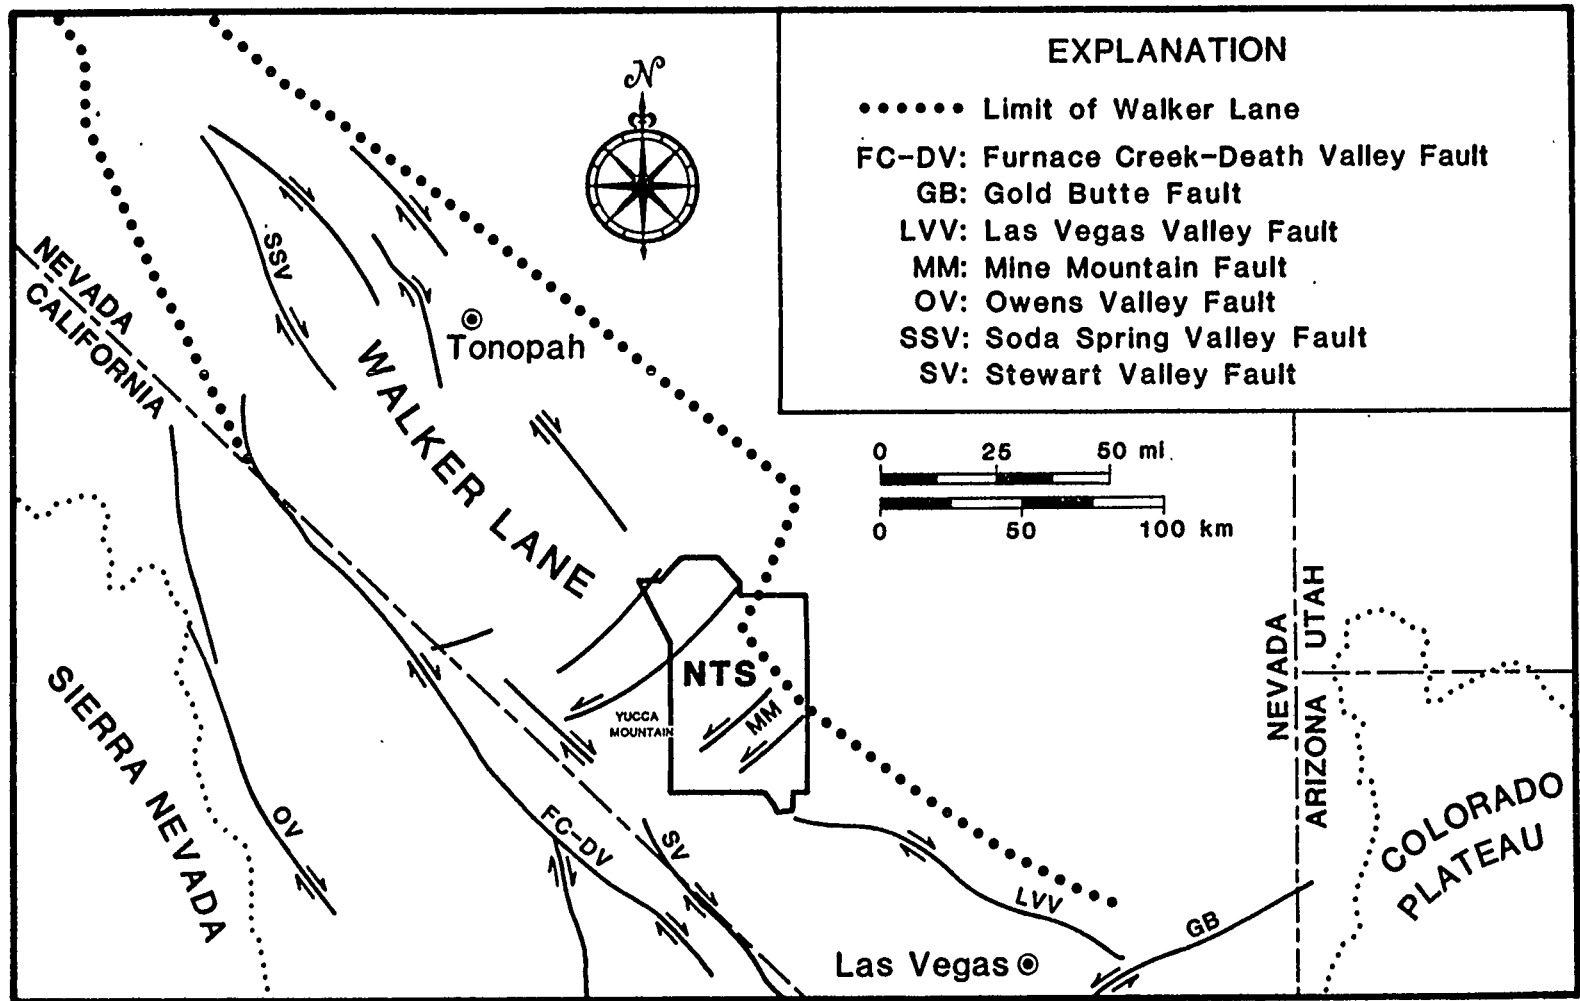 N
EXPLANATION
Limit of Walker Lane
FC-DV: Furnace Creek-Death Valley Fault
GB: Gold Butte Fault
LVV: Las Vegas Valley Fault
MM: Mine Mountain Fault
OV: Owens Valley Fault
SSV: Soda Spring Valley Fault
SV: Stewart Valley Fault
0 25 50 mi
0 50 100 km
NEVADA
CALIFORNIA
SSV
Tonopah
WALKER LANE
NTS
YUCCA
MOUNTAIN
MM
SIERRA NEVADA
OV
FC-DV
SV
LVV
GB
Las Vegas
NEVADA
UTAH
ARIZONA
COLORADO
PLATEAU